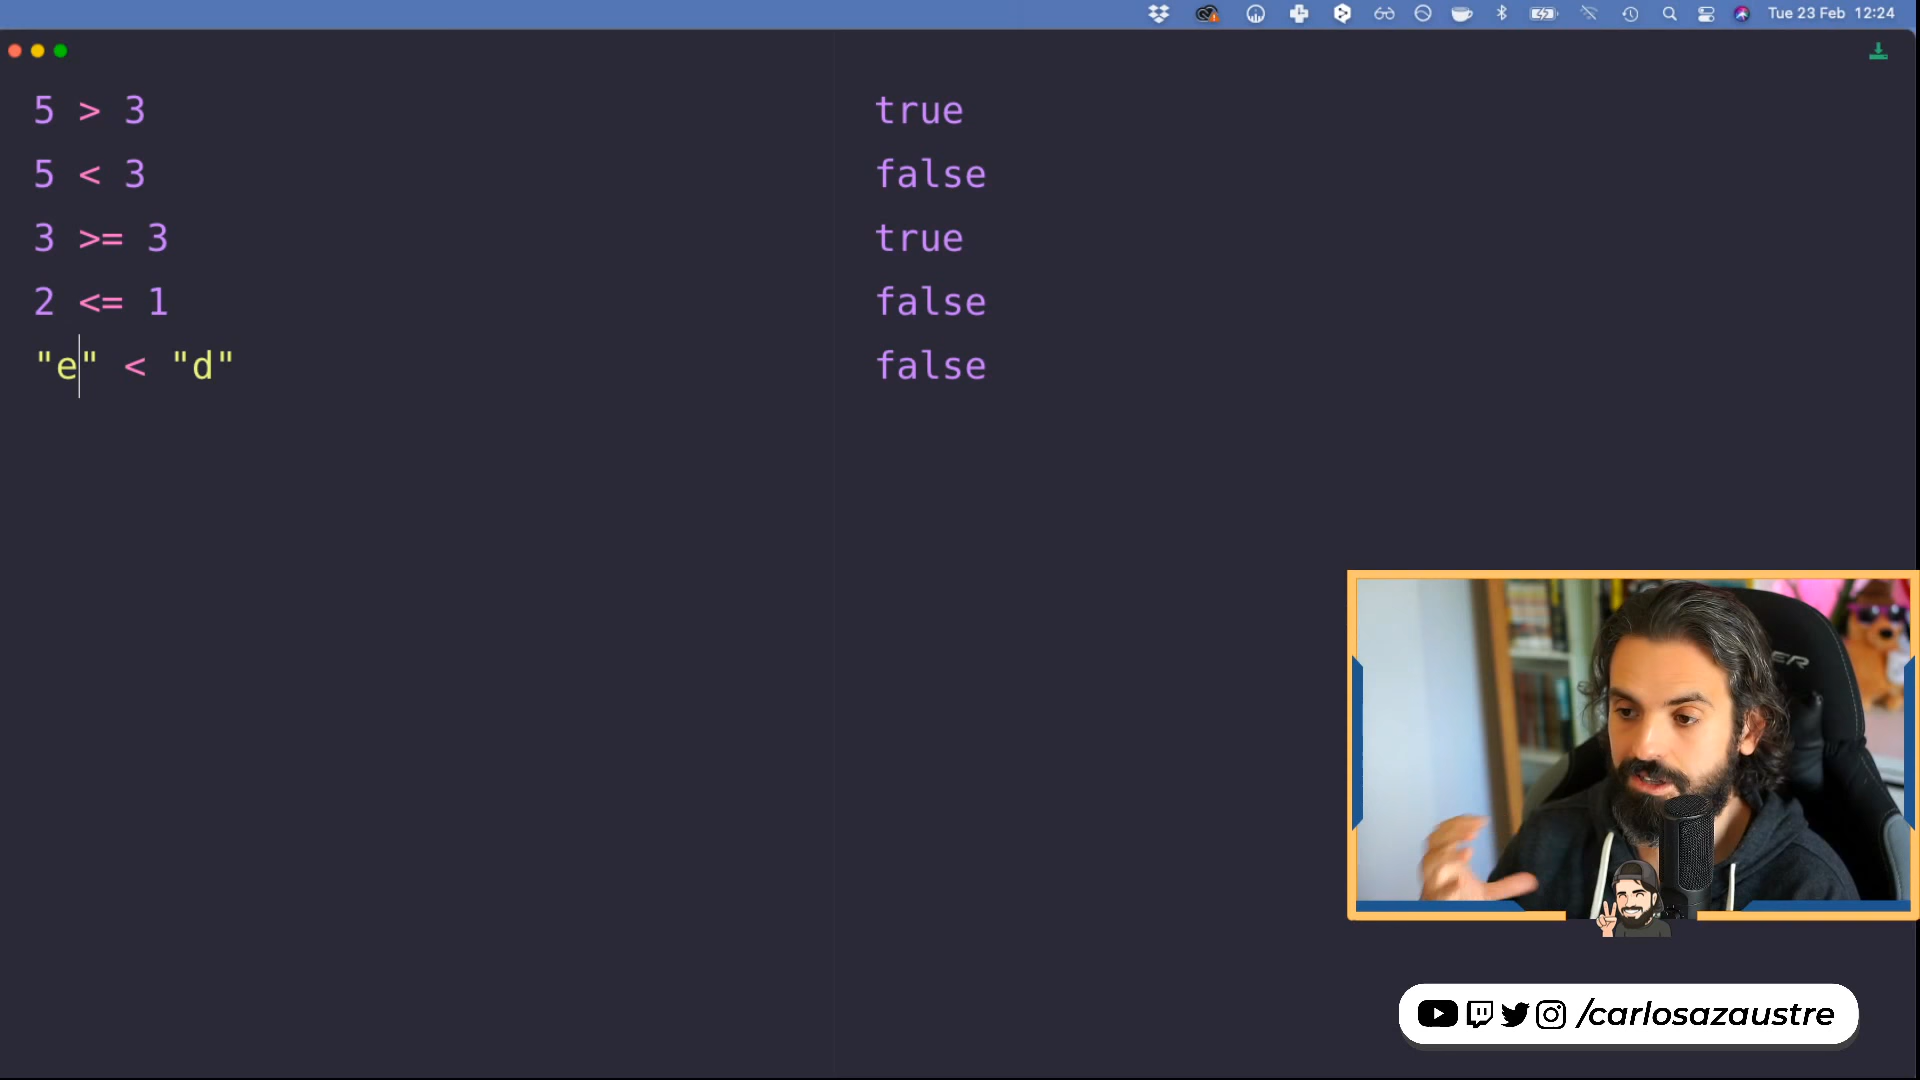 Tue 23 Feb 12:24
5 > 3 true
5 < 3 false
3 >= 3 true
2 <= 1 false
"e" < "d" false
/carlosazaustre